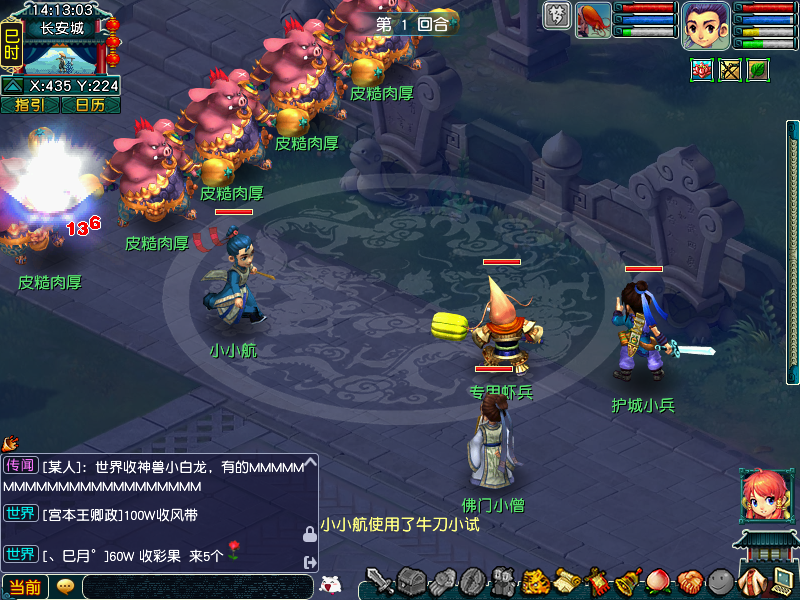 14:13:03
长安城
巳时
X:435 Y:224
指引 日历
第 1 回合
梦
皮糙肉厚
皮糙肉厚
皮糙肉厚
皮糙肉厚
皮糙肉厚
136
小小航
专用虾兵
护城小兵
佛门小僧
小小航使用了牛刀小试
传闻 [某人]：世界收神兽小白龙，有的MMMMM
MMMMMMMMMMMMMMMMMM
世界 [宫本王卿政]100W收风带
世界 [、巳月°]60W 收彩果 来5个
当前